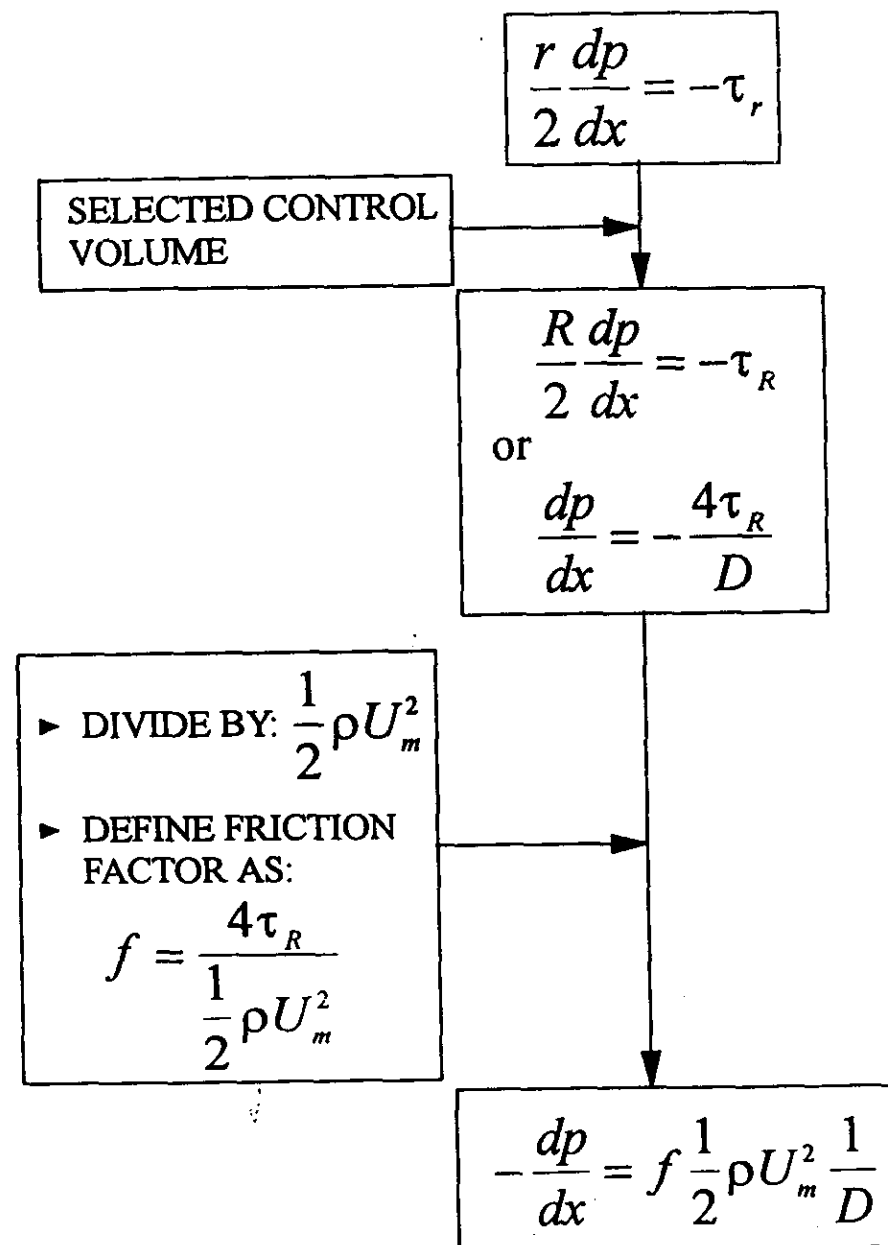 r/2 dp/dx = −τ_r
SELECTED CONTROL
VOLUME
R/2 dp/dx = −τ_R
or
dp/dx = − 4τ_R/D
► DIVIDE BY: 1/2 ρU_m^2
► DEFINE FRICTION
FACTOR AS:
f = 4τ_R / (1/2 ρU_m^2)
− dp/dx = f 1/2 ρU_m^2 1/D